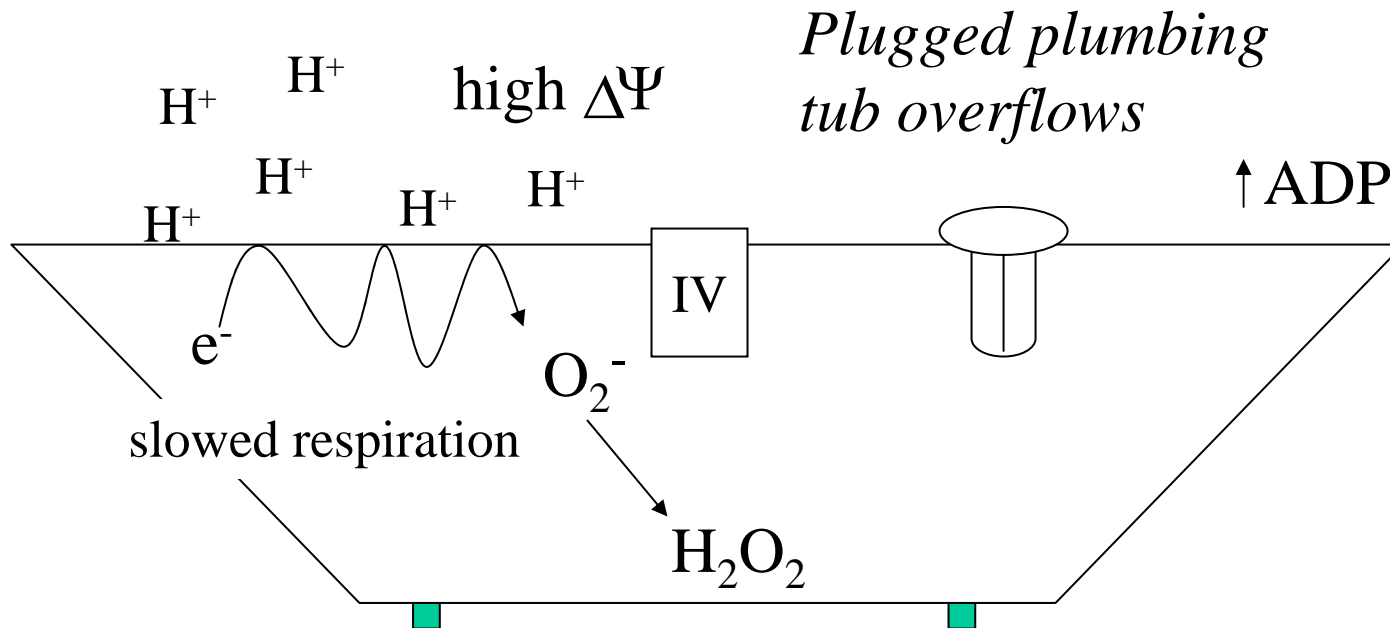 Plugged plumbing
tub overflows
H⁺
H⁺
high ΔΨ
H⁺
H⁺
H⁺
H⁺
↑ ADP
IV
e⁻
O₂⁻
slowed respiration
H₂O₂